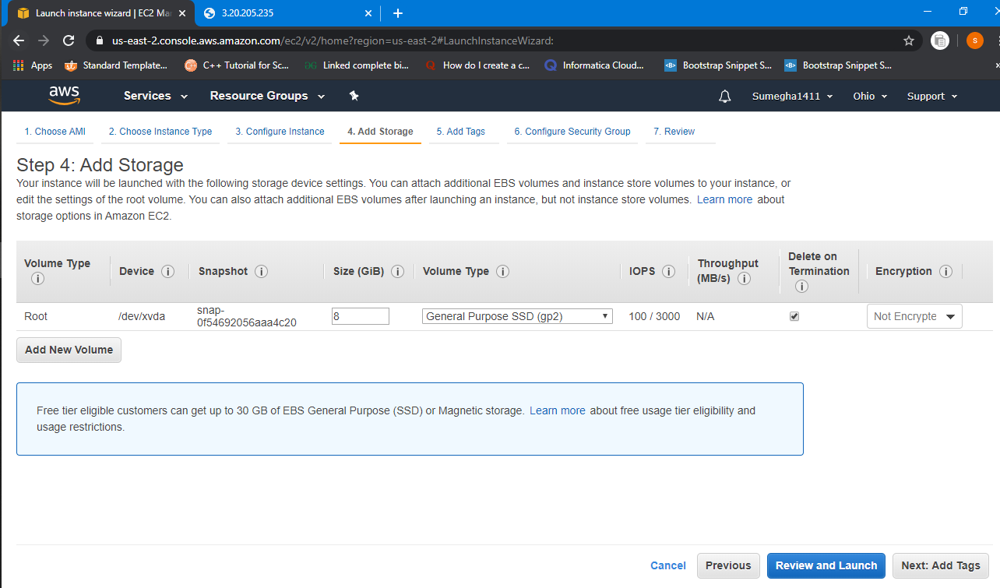 Launch instance wizard | EC2 Ma
3.20.205.235
us-east-2.console.aws.amazon.com/ec2/v2/home?region=us-east-2#LaunchInstanceWizard:
s
Apps
Standard Template...
C++ Tutorial for Sc...
Linked complete bi...
How do I create a c...
Informatica Cloud...
Bootstrap Snippet S...
Bootstrap Snippet S...
aws
Services
Resource Groups
Sumegha1411
Ohio
Support
1. Choose AMI
2. Choose Instance Type
3. Configure Instance
4. Add Storage
5. Add Tags
6. Configure Security Group
7. Review
Step 4: Add Storage
Your instance will be launched with the following storage device settings. You can attach additional EBS volumes and instance store volumes to your instance, or
edit the settings of the root volume. You can also attach additional EBS volumes after launching an instance, but not instance store volumes. Learn more about
storage options in Amazon EC2.
Volume Type
Device
Snapshot
Size (GiB)
Volume Type
IOPS
Throughput
(MB/s)
Delete on
Termination
Encryption
Root
/dev/xvda
snap-
0f54692056aaa4c20
8
General Purpose SSD (gp2)
100 / 3000
N/A
Not Encrypte
Add New Volume
Free tier eligible customers can get up to 30 GB of EBS General Purpose (SSD) or Magnetic storage. Learn more about free usage tier eligibility and
usage restrictions.
Cancel
Previous
Review and Launch
Next: Add Tags